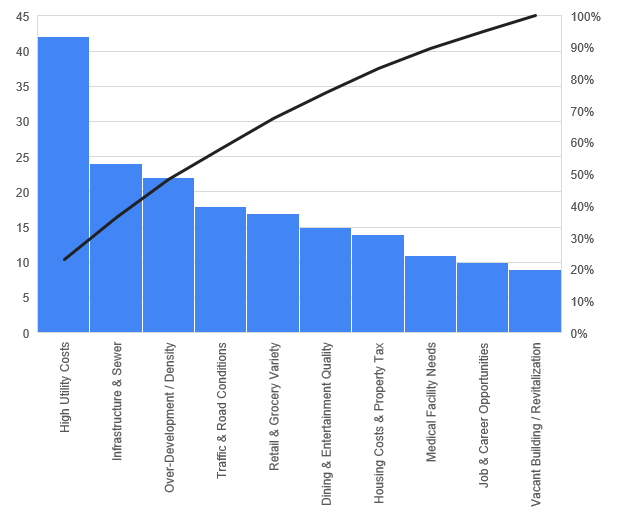 45
40
35
30
25
20
15
10
5
0
100%
90%
80%
70%
60%
50%
40%
30%
20%
10%
0%
High Utility Costs
Infrastructure & Sewer
Over-Development / Density
Traffic & Road Conditions
Retail & Grocery Variety
Dining & Entertainment Quality
Housing Costs & Property Tax
Medical Facility Needs
Job & Career Opportunities
Vacant Building / Revitalization